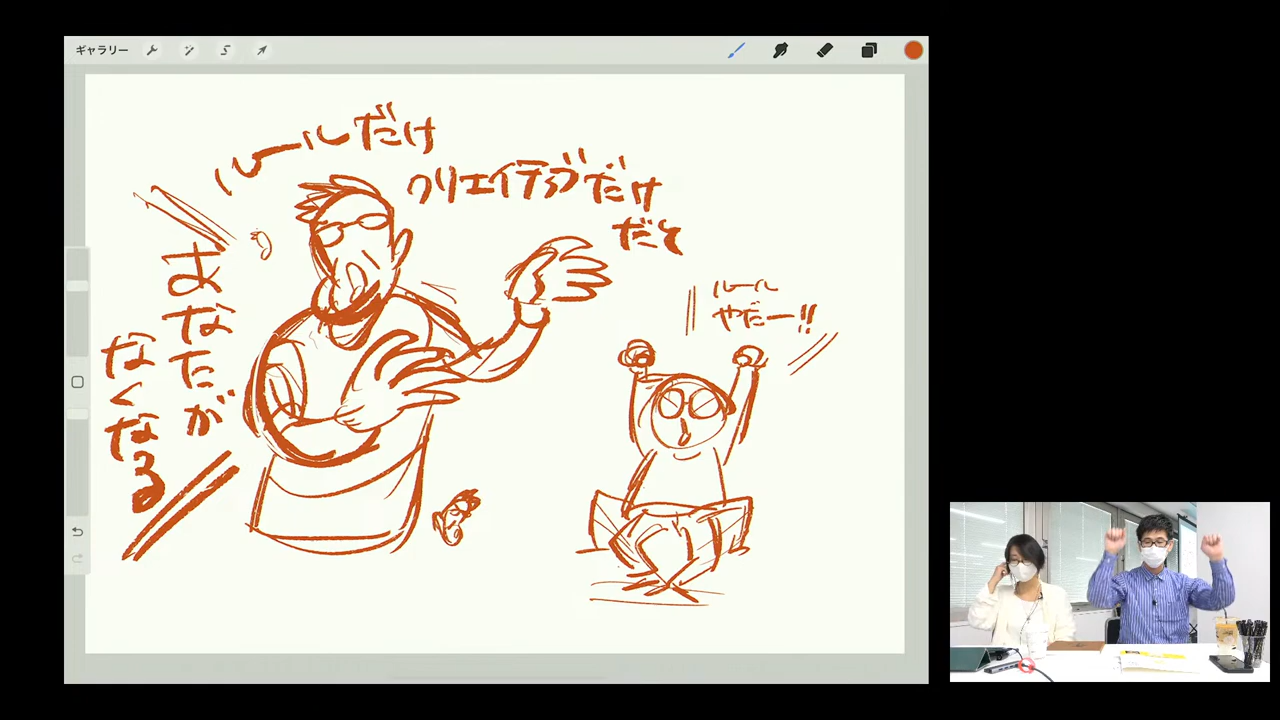 ギャラリー
ルールだけ
クリエイティブだけ
だと
あなたが
なくなる
ルール
やだー!!